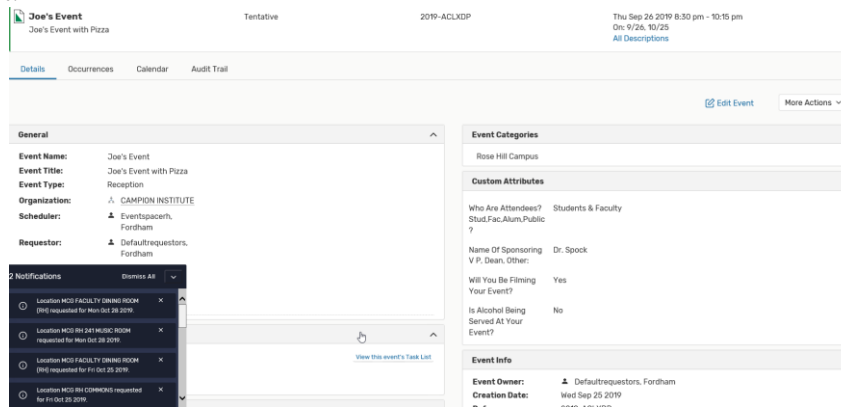 Joe's Event
Tentative
2019-ACLXDP
Thu Sep 26 2019 8:30 pm - 10:15 pm
Joe's Event with Pizza
On: 9/26, 10/25
All Descriptions
Details Occurrences Calendar Audit Trail
Edit Event More Actions
General
Event Name: Joe's Event
Event Title: Joe's Event with Pizza
Event Type: Reception
Organization: CAMPION INSTITUTE
Scheduler: Eventspacerh,
Fordham
Requestor: Defaultrequestors,
Fordham
2 Notifications Dismiss All
Location MCG FACULTY DINING ROOM
(RH) requested for Mon Oct 28 2019.
Location MCG RH 241 MUSIC ROOM
requested for Mon Oct 28 2019.
Location MCG FACULTY DINING ROOM
(RH) requested for Fri Oct 25 2019.
Location MCG RH COMMONS requested
for Fri Oct 25 2019.
View this event's Task List
Event Categories
Rose Hill Campus
Custom Attributes
Who Are Attendees? Students & Faculty
Stud,Fac,Alum,Public
?
Name Of Sponsoring Dr. Spock
V P, Dean, Other:
Will You Be Filming Yes
Your Event?
Is Alcohol Being No
Served At Your
Event?
Event Info
Event Owner: Defaultrequestors, Fordham
Creation Date: Wed Sep 25 2019